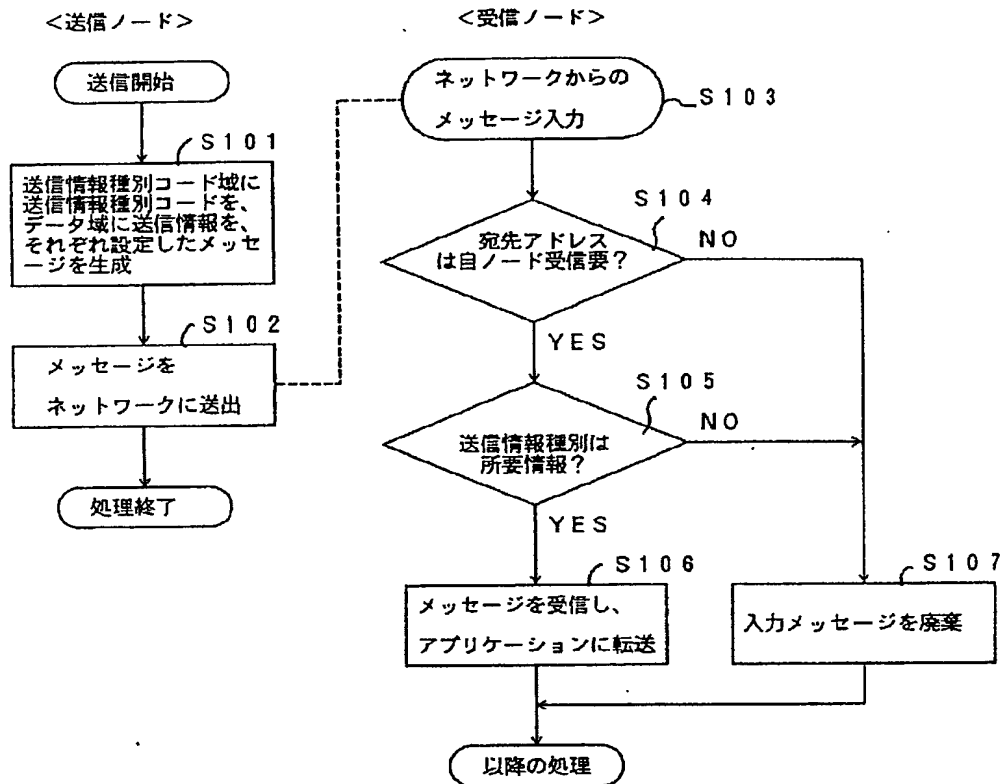 <送信ノード>
送信開始
S101
送信情報種別コード域に
送信情報種別コードを、
データ域に送信情報を、
それぞれ設定したメッセ
ージを生成
S102
メッセージを
ネットワークに送出
処理終了
<受信ノード>
ネットワークからの
メッセージ入力
S103
S104
宛先アドレス
は自ノード受信要?
NO
YES
S105
送信情報種別は
所要情報?
NO
YES
S106
メッセージを受信し、
アプリケーションに転送
S107
入力メッセージを廃棄
以降の処理